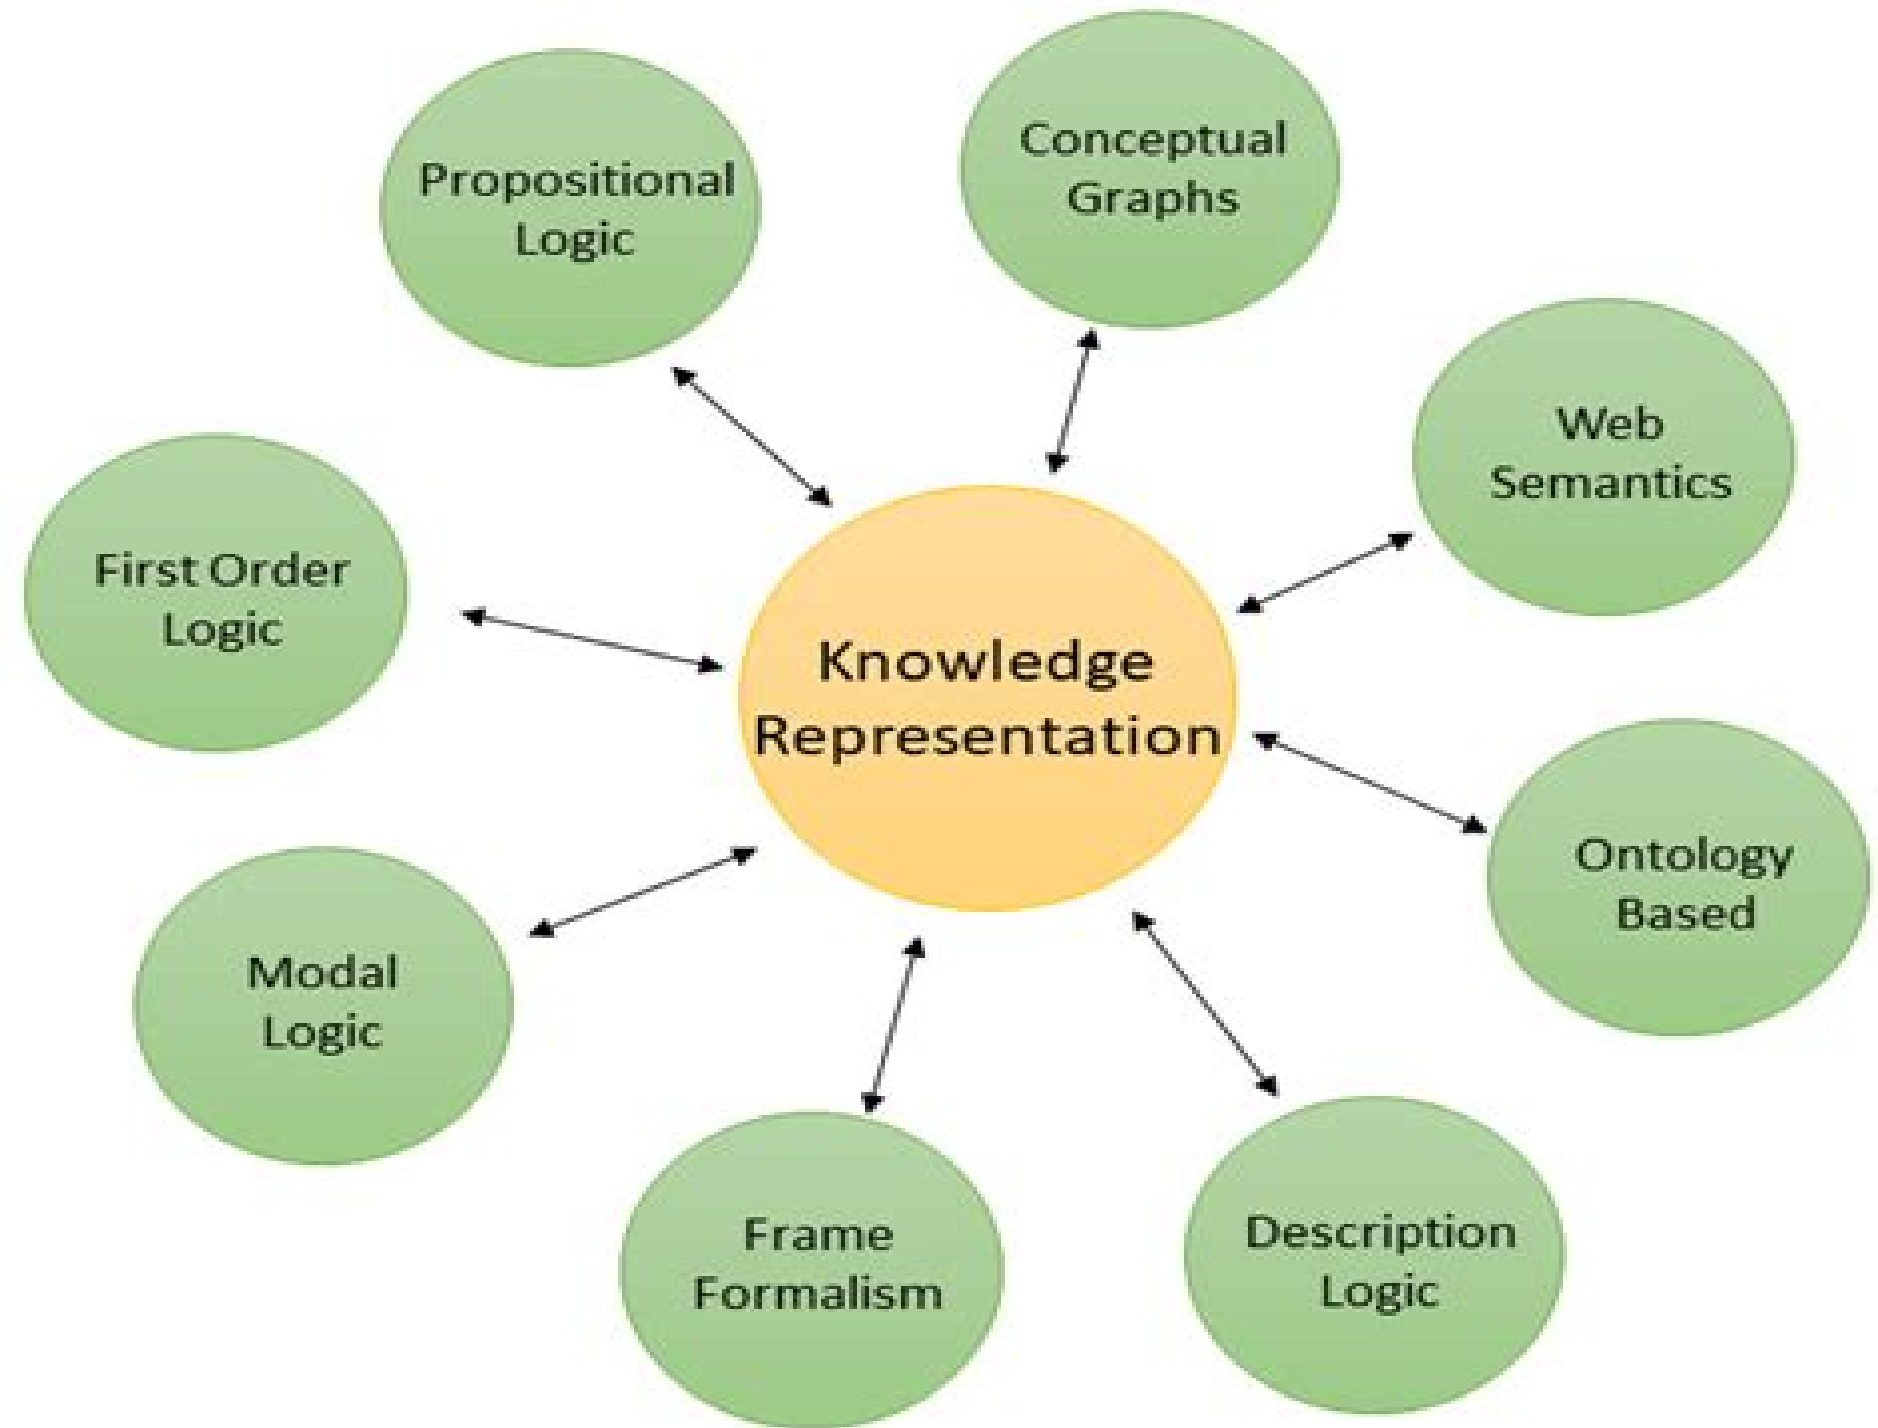 Conceptual
Graphs
Propositional
Logic
Web
Semantics
First Order
Logic
Knowledge
Representation
Ontology
Based
Modal
Logic
Frame
Formalism
Description
Logic